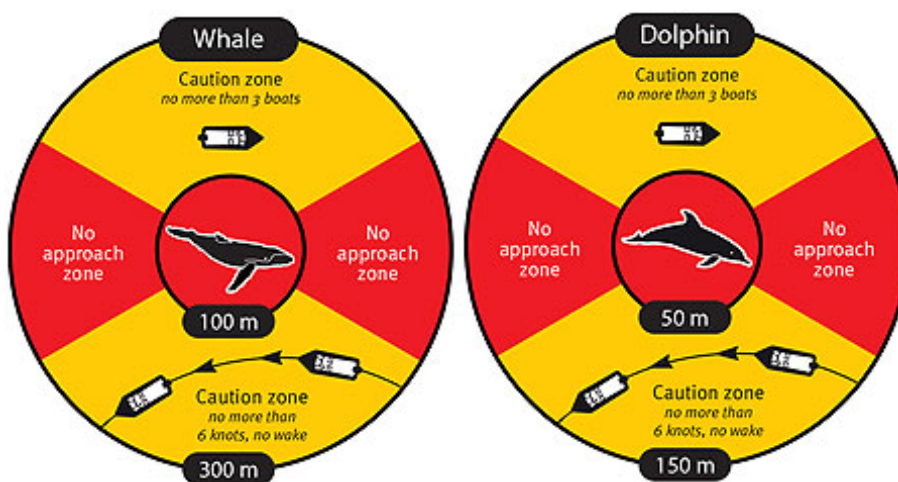 Whale
Caution zone
no more than 3 boats
No
approach
zone
No
approach
zone
100 m
Caution zone
no more than
6 knots, no wake
300 m
Dolphin
Caution zone
no more than 3 boats
No
approach
zone
No
approach
zone
50 m
Caution zone
no more than
6 knots, no wake
150 m